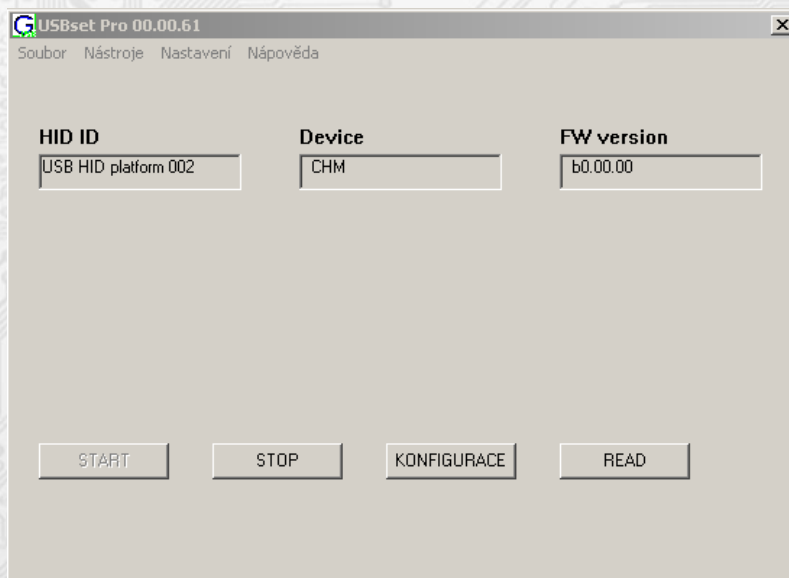 USBset Pro 00.00.61
Soubor Nástroje Nastavení Nápověda
HID ID Device FW version
USB HID platform 002 CHM b0.00.00
START STOP KONFIGURACE READ